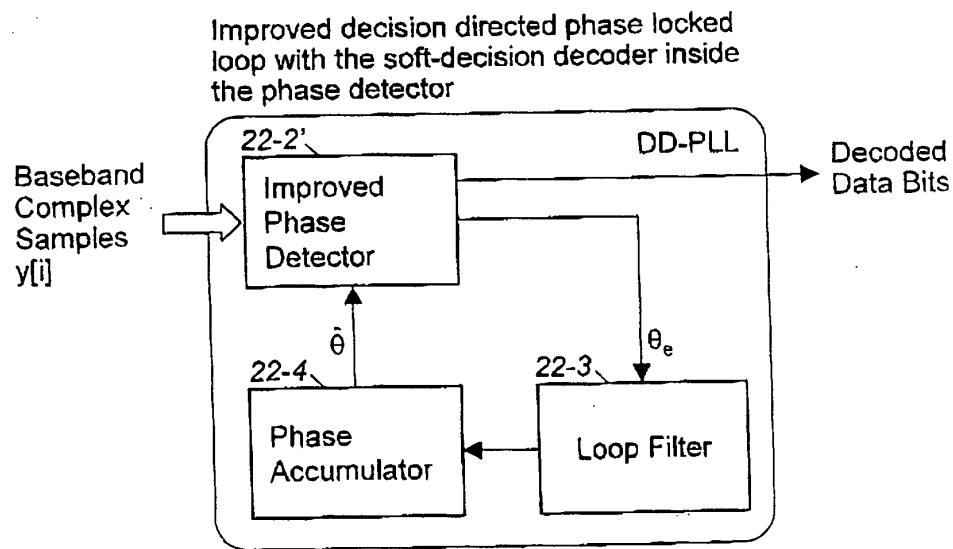 Improved decision directed phase locked
loop with the soft-decision decoder inside
the phase detector
22-2'
DD-PLL
Baseband
Complex
Samples
y[i]
Improved
Phase
Detector
Decoded
Data Bits
θ̂
θe
22-4
22-3
Phase
Accumulator
Loop Filter